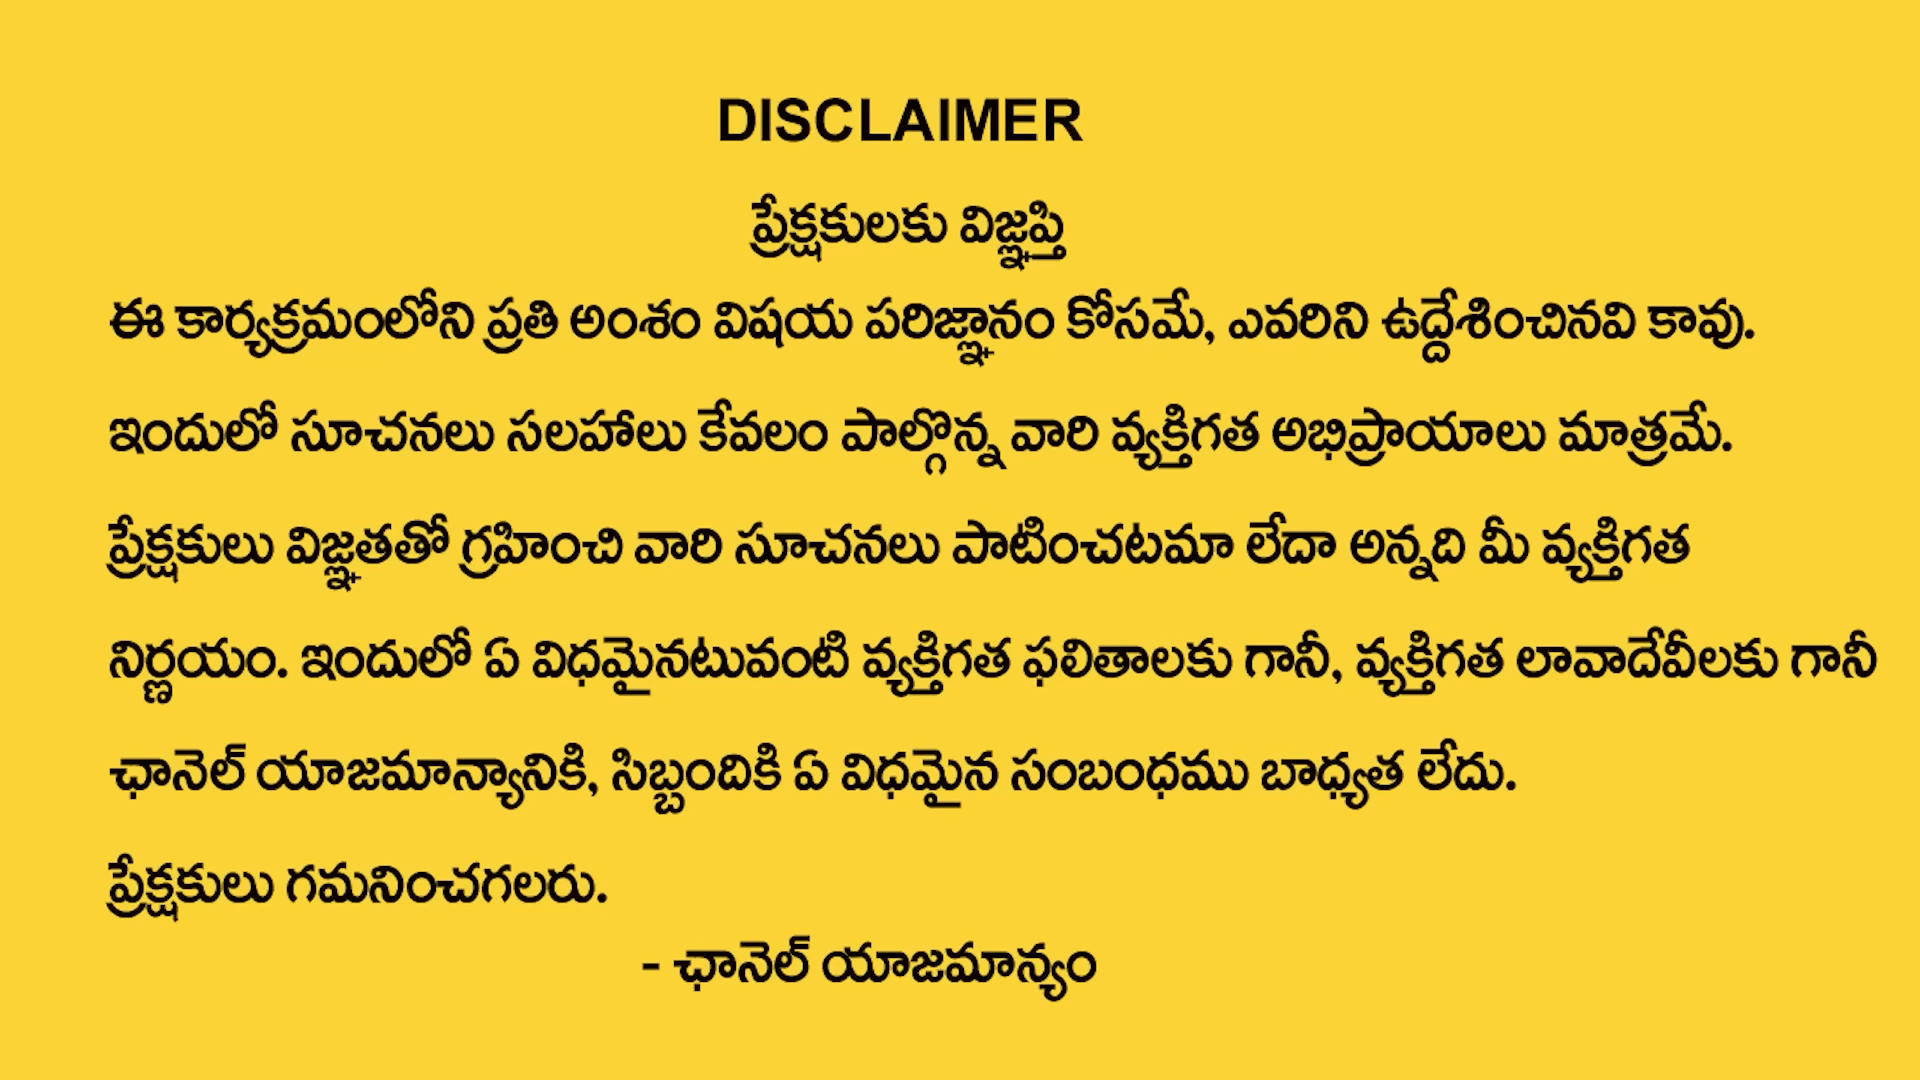 DISCLAIMER
ప్రేక్షకులకు విజ్ఞప్తి
ఈ కార్యక్రమంలోని ప్రతి అంశం విషయ పరిజ్ఞానం కోసమే, ఎవరిని ఉద్దేశించినవి కావు.
ఇందులో సూచనలు సలహాలు కేవలం పాల్గొన్న వారి వ్యక్తిగత అభిప్రాయాలు మాత్రమే.
ప్రేక్షకులు విజ్ఞతతో గ్రహించి వారి సూచనలు పాటించటమా లేదా అన్నది మీ వ్యక్తిగత
నిర్ణయం. ఇందులో ఏ విధమైనటువంటి వ్యక్తిగత ఫలితాలకు గానీ, వ్యక్తిగత లావాదేవీలకు గానీ
ఛానెల్ యాజమాన్యానికి, సిబ్బందికి ఏ విధమైన సంబంధము బాధ్యత లేదు.
ప్రేక్షకులు గమనించగలరు.
- ఛానెల్ యాజమాన్యం